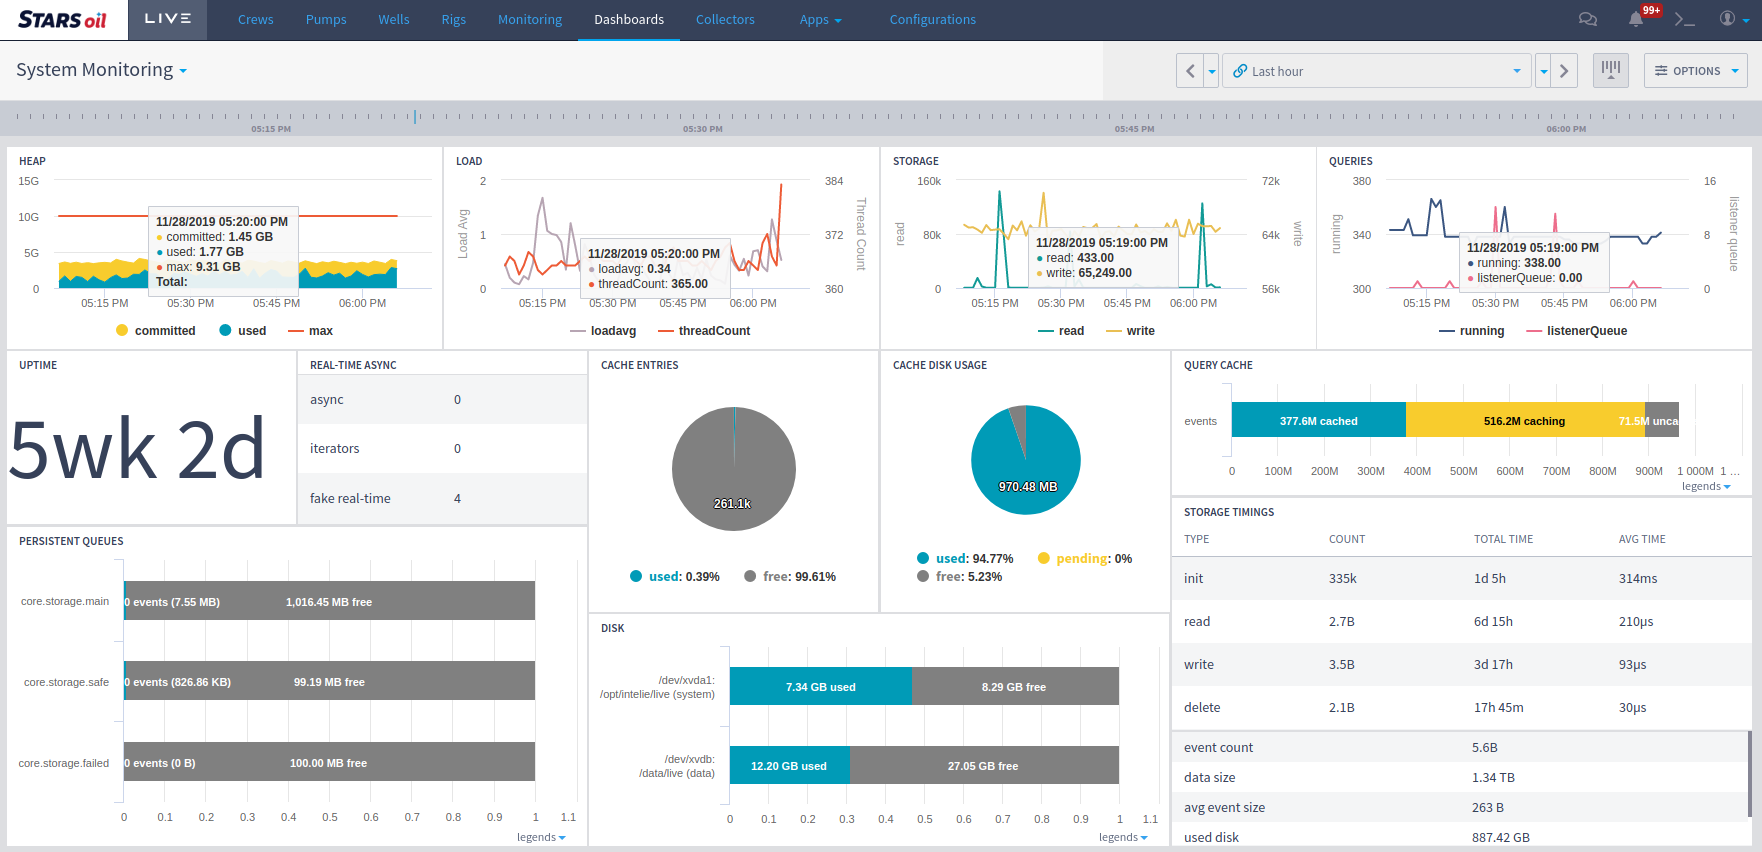 STARS oil LIVE Crews Pumps Wells Rigs Monitoring Dashboards Collectors Apps Configurations 99+
System Monitoring Last hour OPTIONS
05:15 PM 05:30 PM 05:45 PM 06:00 PM
HEAP
15G
10G
5G
0
11/28/2019 05:20:00 PM
committed: 1.45 GB
used: 1.77 GB
max: 9.31 GB
Total:
05:15 PM 05:30 PM 05:45 PM 06:00 PM
committed used max
LOAD
2 384
1 372
0 360
Load Avg
Thread Count
11/28/2019 05:20:00 PM
loadavg: 0.34
threadCount: 365.00
05:15 PM 05:30 PM 05:45 PM 06:00 PM
loadavg threadCount
STORAGE
160k 72k
80k 64k
0 56k
read
write
11/28/2019 05:19:00 PM
read: 433.00
write: 65,249.00
05:15 PM 05:30 PM 05:45 PM 06:00 PM
read write
QUERIES
380 16
340 8
300 0
running
listener queue
11/28/2019 05:19:00 PM
running: 338.00
listenerQueue: 0.00
05:15 PM 05:30 PM 05:45 PM 06:00 PM
running listenerQueue
UPTIME
5wk 2d
REAL-TIME ASYNC
async 0
iterators 0
fake real-time 4
CACHE ENTRIES
261.1k
used: 0.39% free: 99.61%
CACHE DISK USAGE
970.48 MB
used: 94.77% pending: 0%
free: 5.23%
QUERY CACHE
events 377.6M cached 516.2M caching 71.5M unca
0 100M 200M 300M 400M 500M 600M 700M 800M 900M 1 000M 1 …
legends
PERSISTENT QUEUES
core.storage.main 0 events (7.55 MB) 1,016.45 MB free
core.storage.safe 0 events (826.86 KB) 99.19 MB free
core.storage.failed 0 events (0 B) 100.00 MB free
0 0.1 0.2 0.3 0.4 0.5 0.6 0.7 0.8 0.9 1 1.1
legends
DISK
/dev/xvda1:
/opt/intelie/live (system)
7.34 GB used 8.29 GB free
/dev/xvdb:
/data/live (data)
12.20 GB used 27.05 GB free
0 0.1 0.2 0.3 0.4 0.5 0.6 0.7 0.8 0.9 1 1.1
legends
STORAGE TIMINGS
TYPE COUNT TOTAL TIME AVG TIME
init 335k 1d 5h 314ms
read 2.7B 6d 15h 210µs
write 3.5B 3d 17h 93µs
delete 2.1B 17h 45m 30µs
event count 5.6B
data size 1.34 TB
avg event size 263 B
used disk 887.42 GB